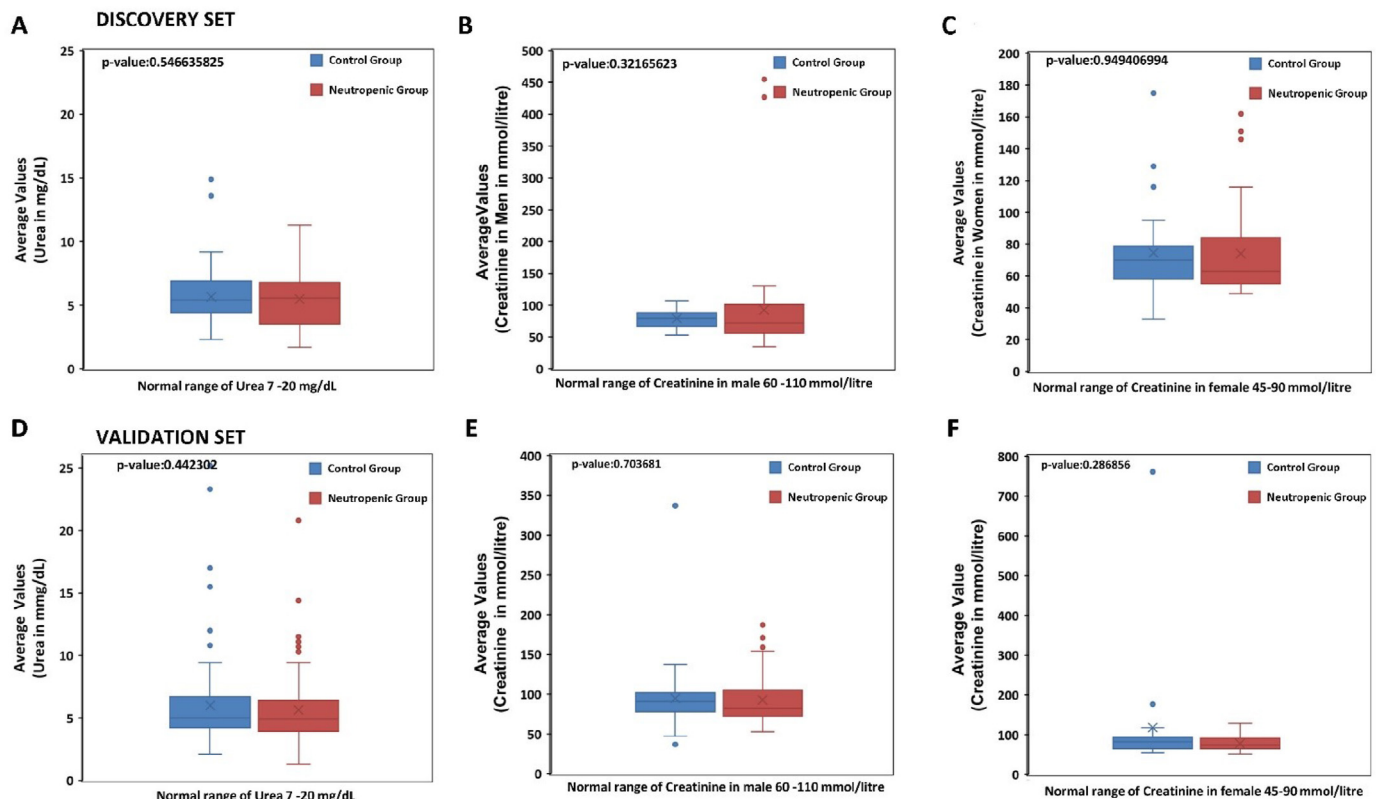 A
DISCOVERY SET
B
C
p-value:0.546635825
Control Group
Neutropenic Group
25
20
15
10
5
0
Average Values
(Urea in mg/dL)
Normal range of Urea 7 -20 mg/dL
p-value:0.32165623
Control Group
Neutropenic Group
500
450
400
350
300
250
200
150
100
50
0
AverageValues
(Creatinine in Men in mmol/litre)
Normal range of Creatinine in male 60 -110 mmol/litre
p-value:0.949406994
Control Group
Neutropenic Group
200
180
160
140
120
100
80
60
40
20
0
Average Values
(Creatinine in Women in mmol/litre)
Normal range of Creatinine in female 45-90 mmol/litre
D
VALIDATION SET
E
F
p-value:0.442302
Control Group
Neutropenic Group
25
20
15
10
5
0
Average Values
(Urea in mmg/dL)
Normal range of Urea 7 -20 mg/dL
p-value:0.703681
Control Group
Neutropenic Group
400
350
300
250
200
150
100
50
0
Average Values
(Creatinine in mmol/litre)
Normal range of Creatinine in male 60 -110 mmol/litre
p-value:0.286856
Control Group
Neutropenic Group
800
700
600
500
400
300
200
100
0
Average Value
(Creatinine in mmol/litre)
Normal range of Creatinine in female 45-90 mmol/litre